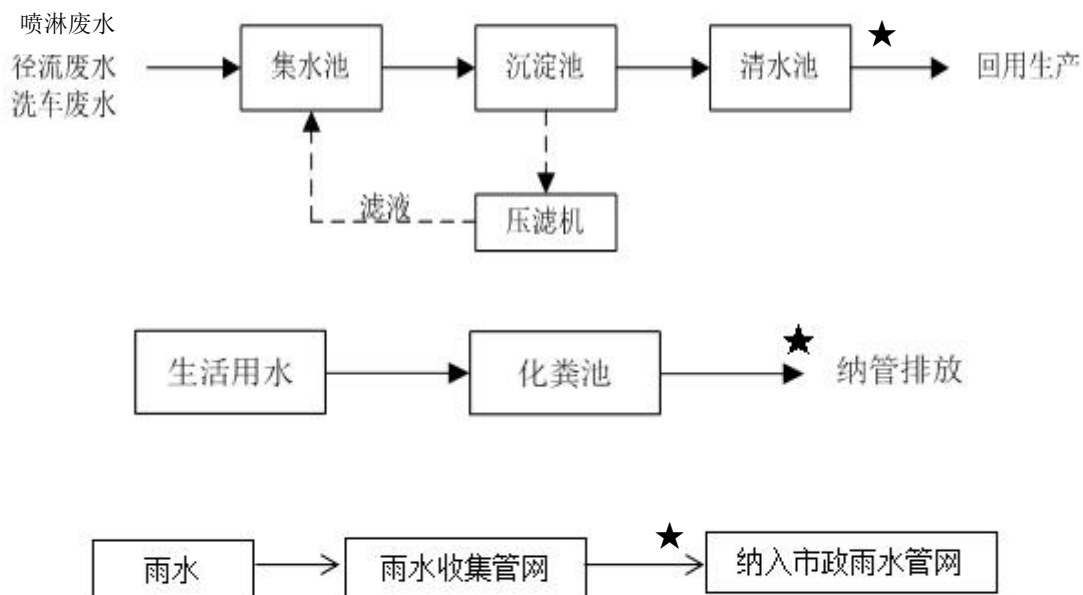 喷淋废水
径流废水
洗车废水
集水池
沉淀池
清水池
★
回用生产
滤液
压滤机
生活用水
化粪池
★
纳管排放
雨水
雨水收集管网
★
纳入市政雨水管网